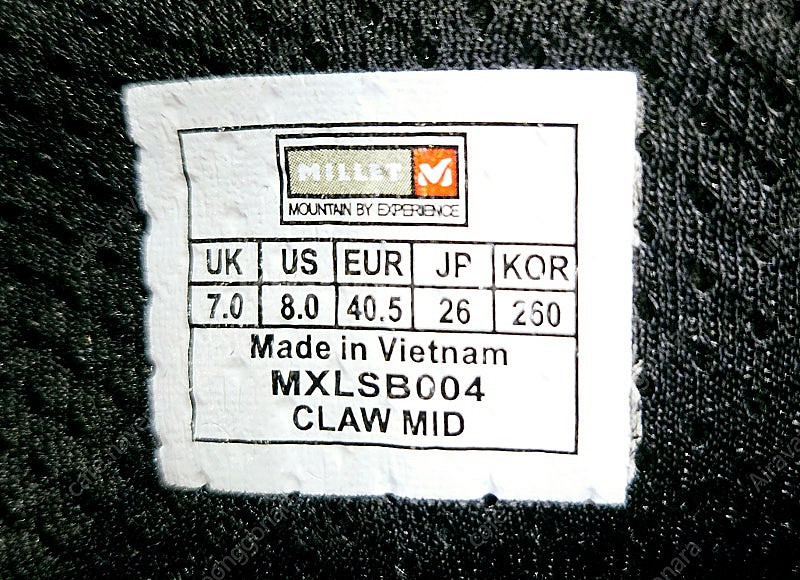 MILLET
MOUNTAIN BY EXPERIENCE
UK US EUR JP KOR
7.0 8.0 40.5 26 260
Made in Vietnam
MXLSB004
CLAW MID